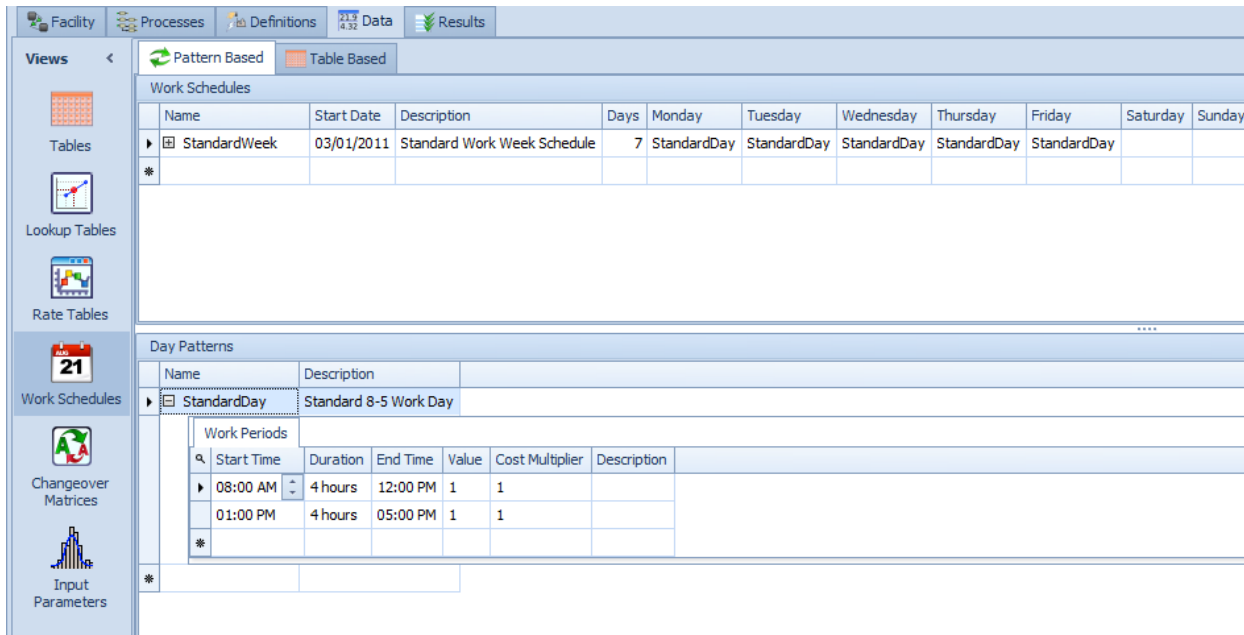 Facility Processes Definitions 21.9 4.32 Data Results
Views < Pattern Based Table Based
Work Schedules
Name Start Date Description Days Monday Tuesday Wednesday Thursday Friday Saturday Sunday
StandardWeek 03/01/2011 Standard Work Week Schedule 7 StandardDay StandardDay StandardDay StandardDay StandardDay
Tables
Lookup Tables
Rate Tables
AUG
21
Work Schedules
Changeover
Matrices
Input
Parameters
Day Patterns
Name Description
StandardDay Standard 8-5 Work Day
Work Periods
Start Time Duration End Time Value Cost Multiplier Description
08:00 AM 4 hours 12:00 PM 1 1
01:00 PM 4 hours 05:00 PM 1 1